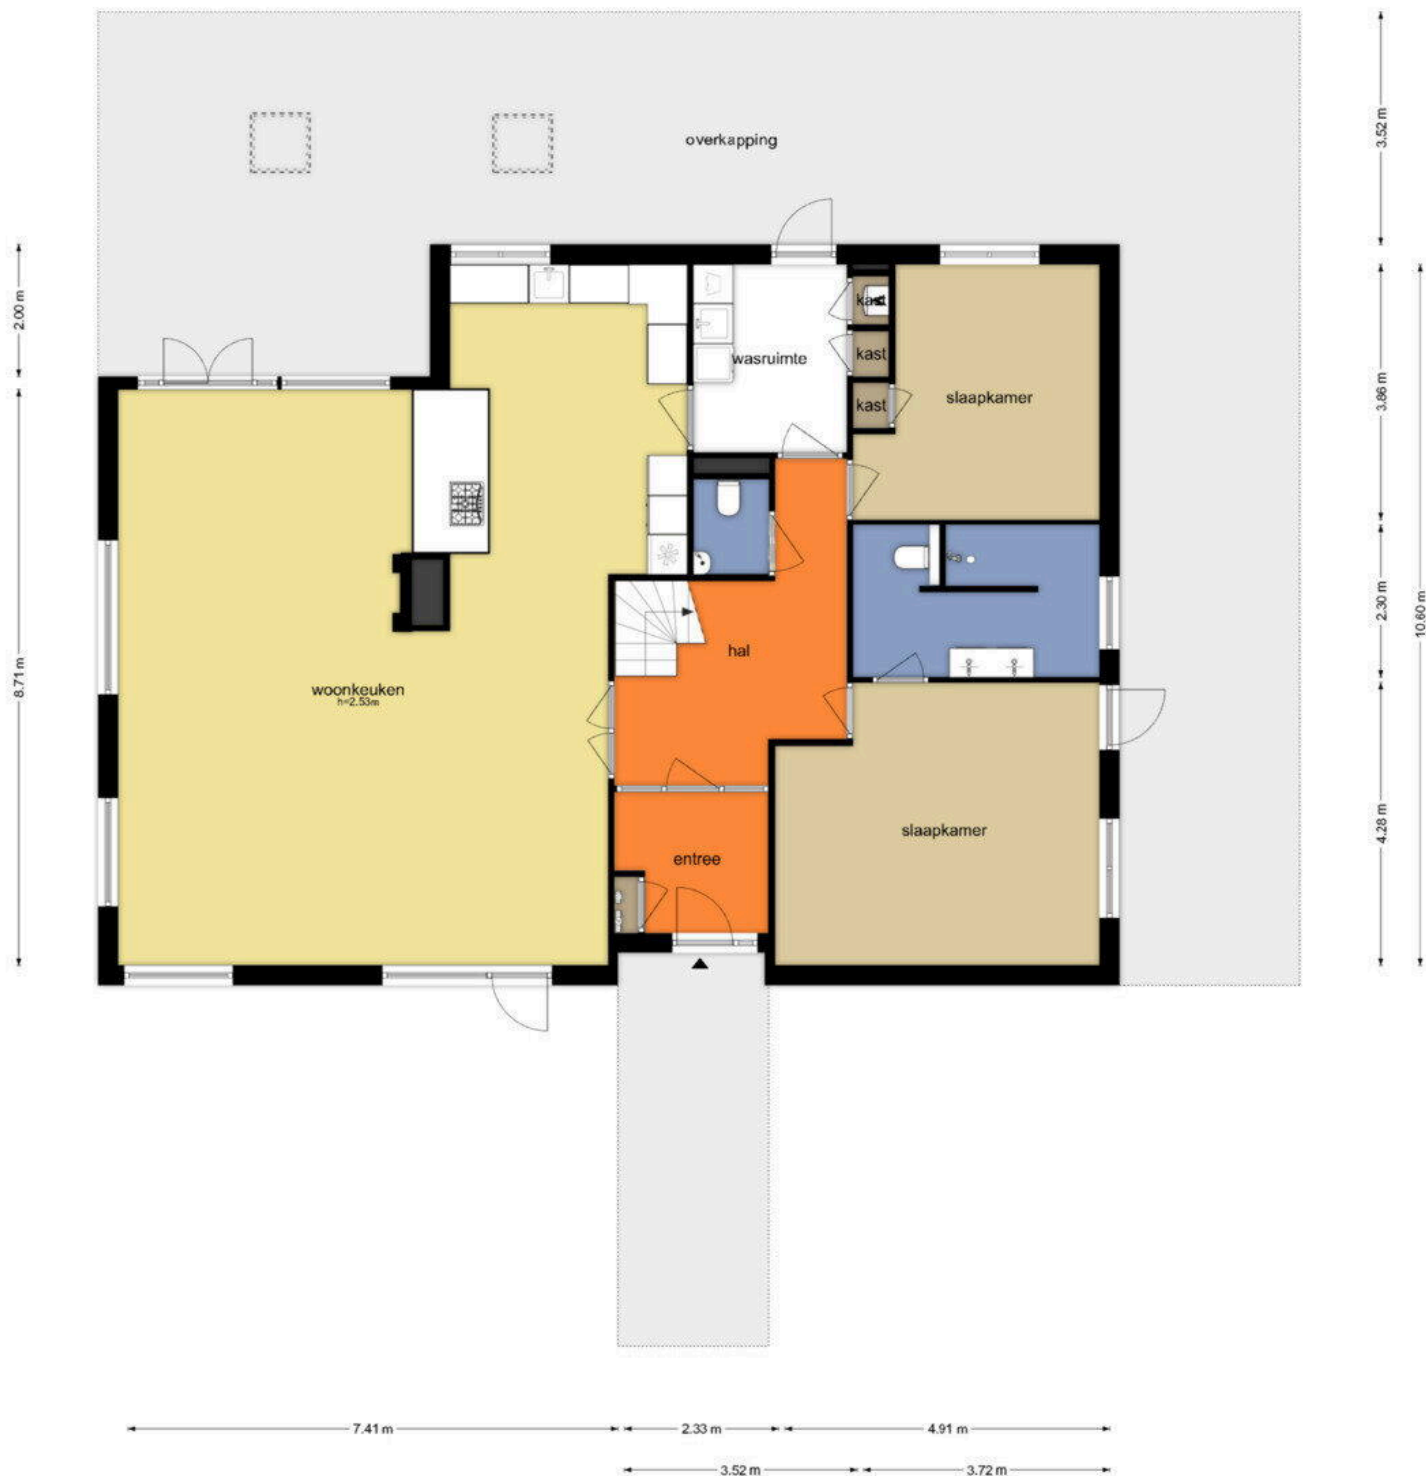 overkapping
3.52 m
2.00 m
kast
wasruimte
kast
3.86 m
slaapkamer
kast
hal
2.30 m
10.60 m
8.71 m
woonkeuken
h=2.53m
slaapkamer
4.28 m
entree
7.41 m
2.33 m
4.91 m
3.52 m
3.72 m